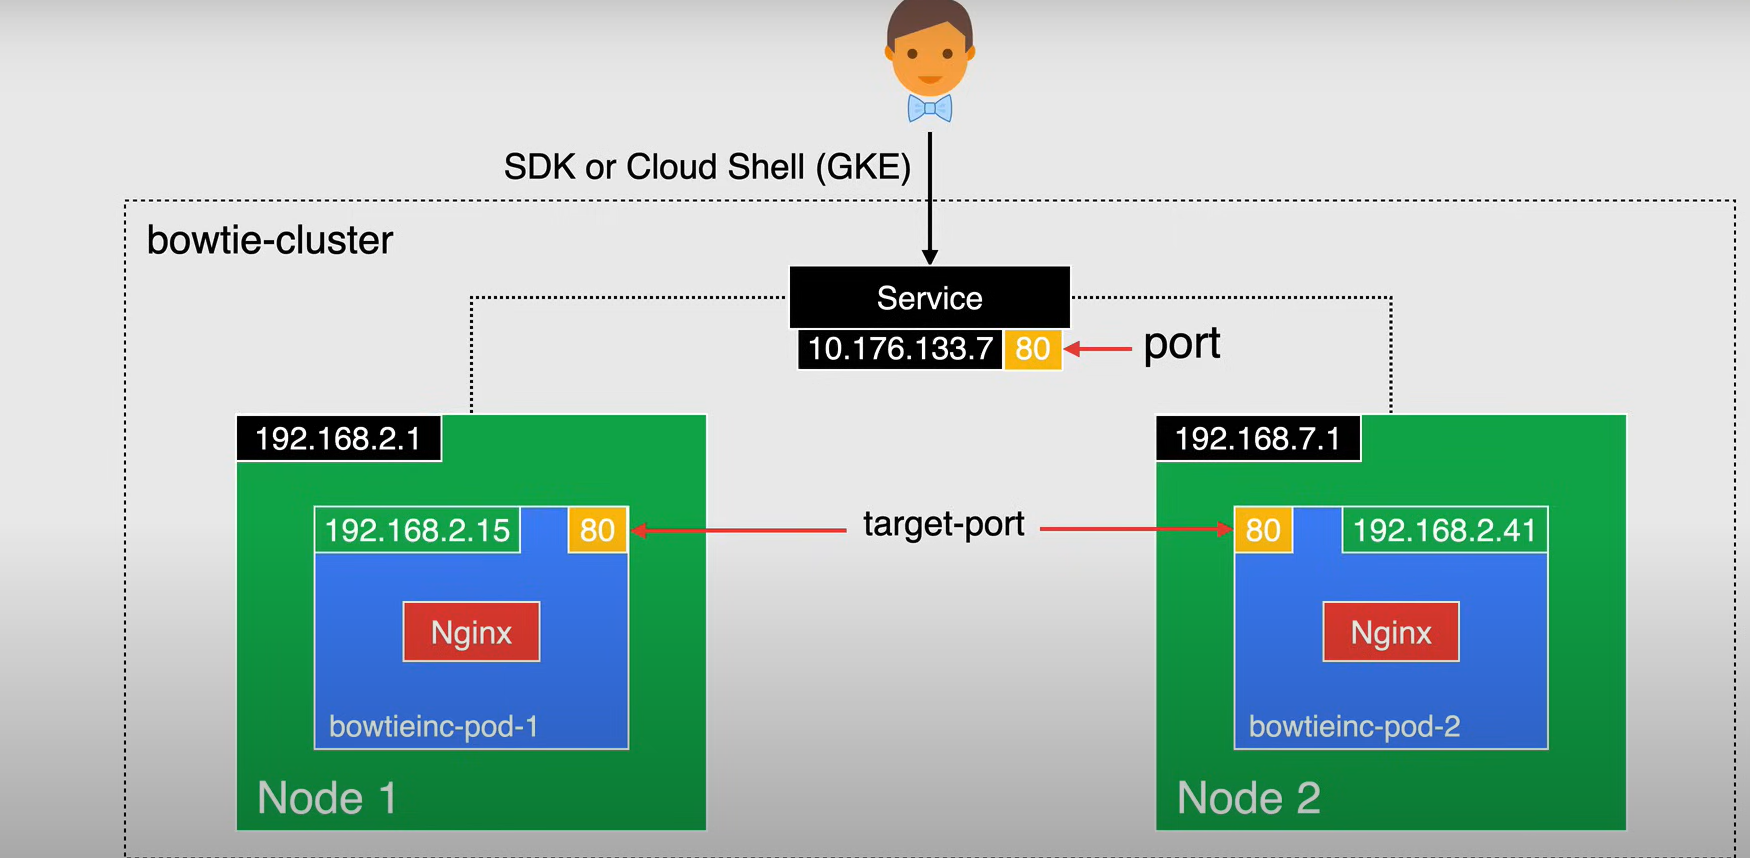 SDK or Cloud Shell (GKE)
bowtie-cluster
Service
10.176.133.7 80
port
192.168.2.1
192.168.7.1
192.168.2.15 80
target-port
80 192.168.2.41
Nginx
Nginx
bowtieinc-pod-1
bowtieinc-pod-2
Node 1
Node 2